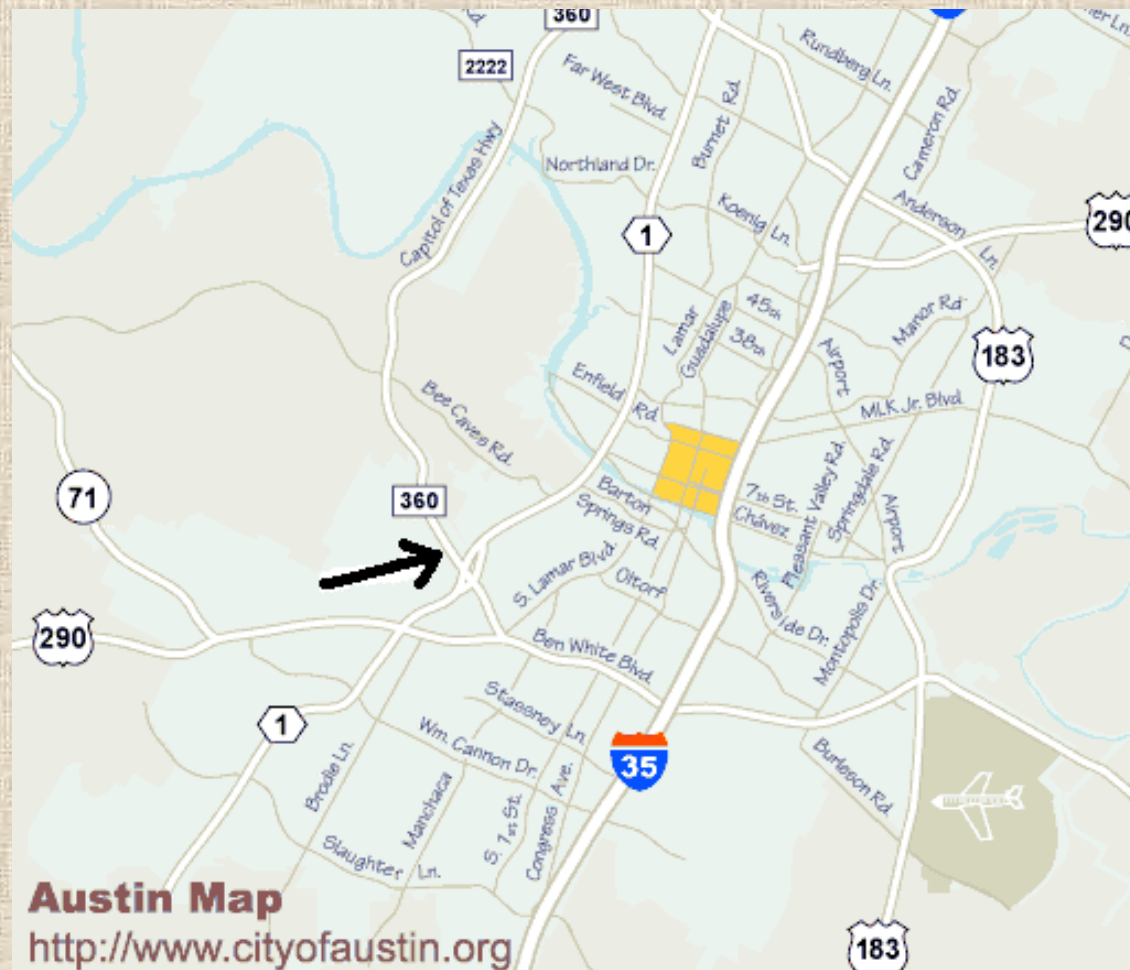 360
2222
Far West Blvd.
Burnet Rd.
Rundberg Ln.
Cameron Rd.
Capitol of Texas Hwy
Northland Dr.
Koenig Ln.
Anderson Ln.
290
1
45th
38th
Lamar
Guadalupe
Airport
Manor Rd
183
Enfield Rd.
MLK Jr. Blvd.
Bee Caves Rd.
71
360
Barton
Springs Rd.
7th St.
Chávez
Pleasant Valley Rd.
Springdale Rd.
Airport
S. Lamar Blvd.
Oltorf
Riverside Dr.
Montopolis Dr.
290
Ben White Blvd.
1
Stassney Ln.
Wm. Cannon Dr.
35
Burleson Rd.
Brodie Ln.
Manchaca
S. 1st St.
Congress Ave.
Slaughter Ln.
183
Austin Map
http://www.cityofaustin.org